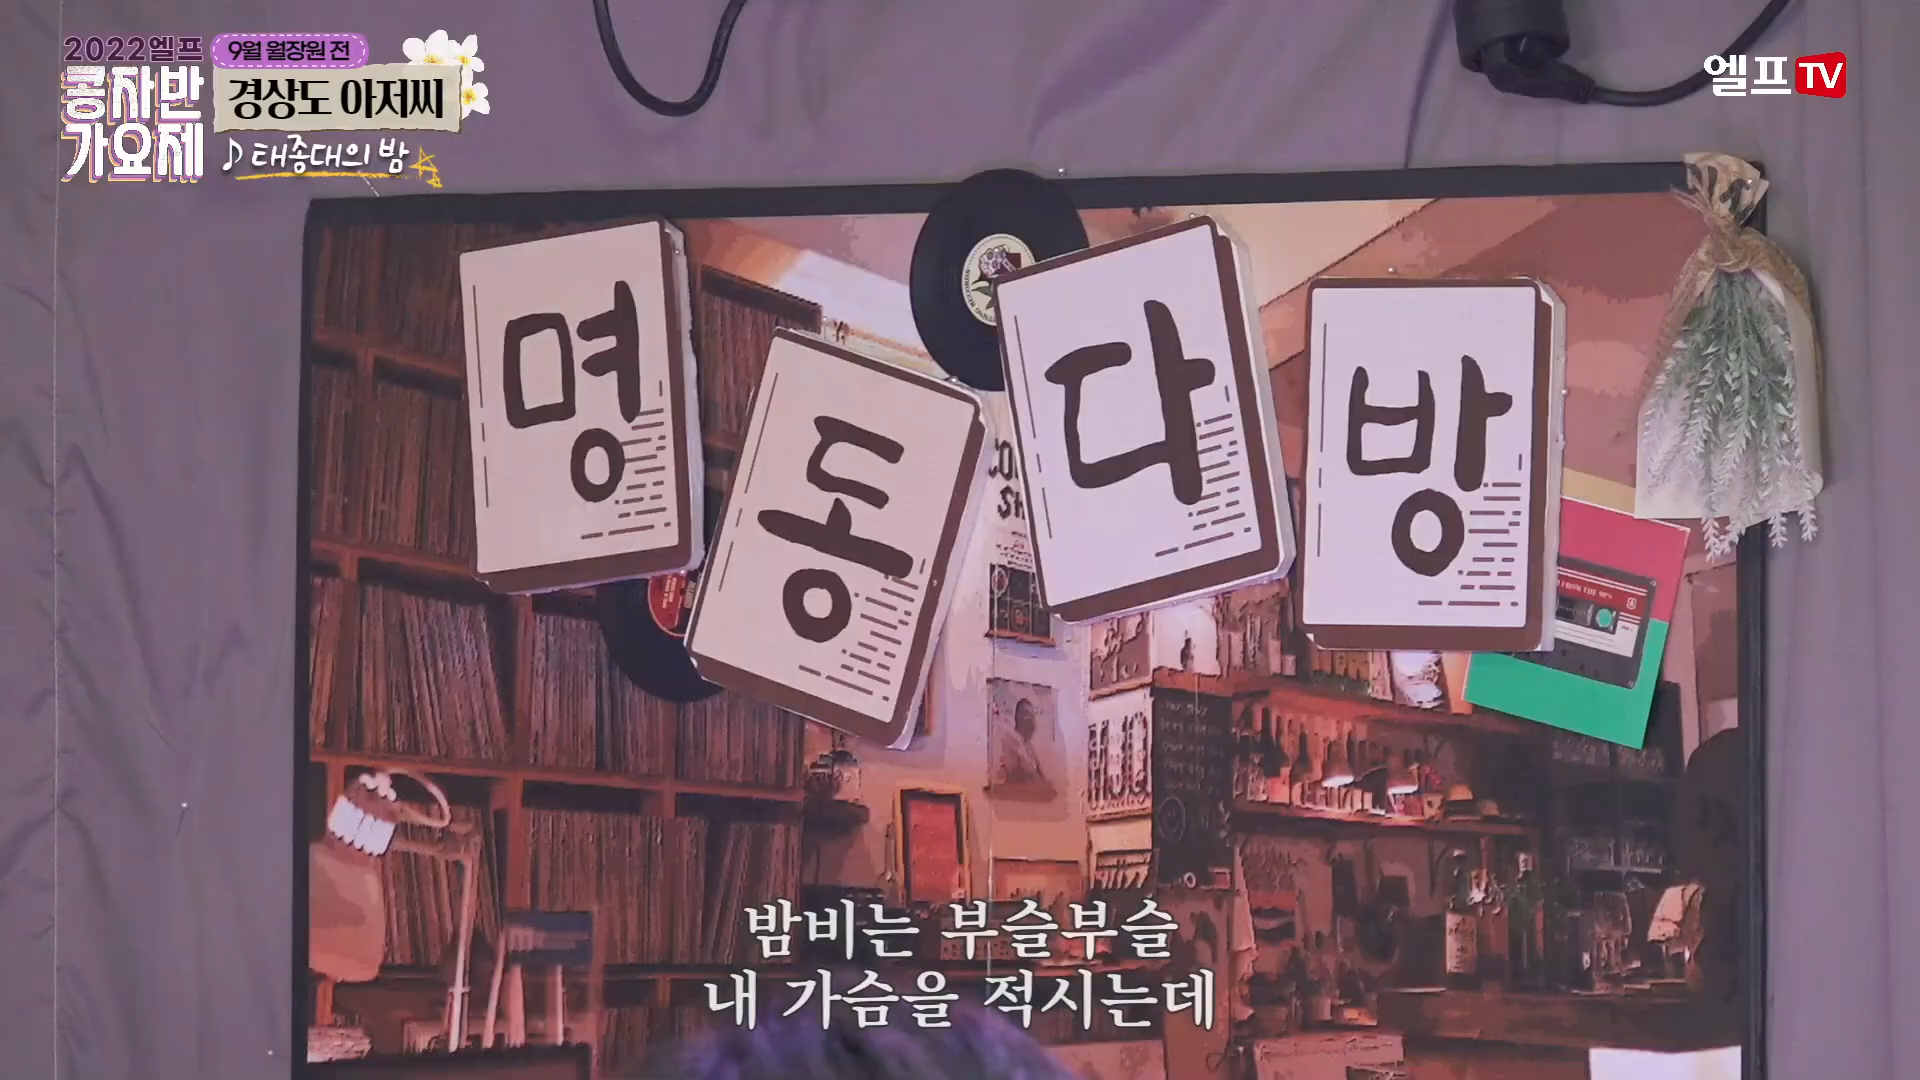 2022엘프
콩자반
가요제
9월 월장원 전
경상도 아저씨
♪ 태종대의 밤
엘프TV
명동다방
밤비는 부슬부슬
내 가슴을 적시는데